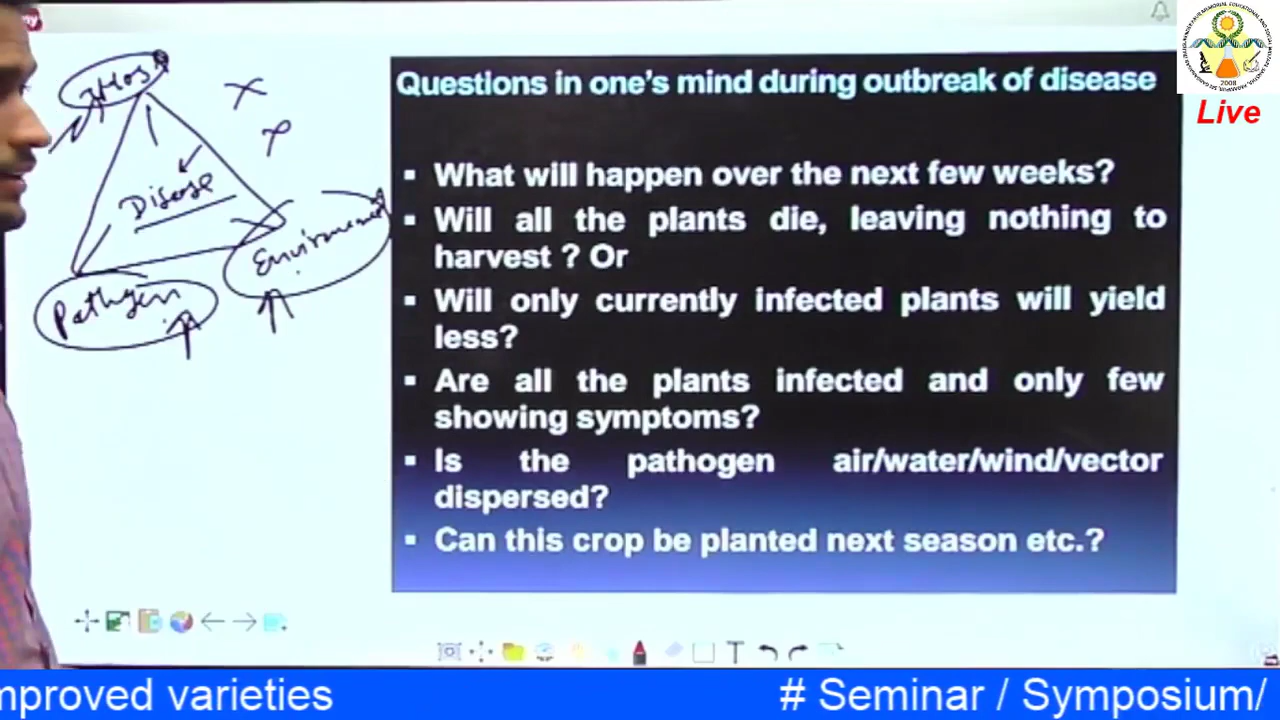 Host
Disease
Pathogen
Environment
Questions in one's mind during outbreak of disease
▪ What will happen over the next few weeks?
▪ Will all the plants die, leaving nothing to
harvest ? Or
▪ Will only currently infected plants will yield
less?
▪ Are all the plants infected and only few
showing symptoms?
▪ Is the pathogen air/water/wind/vector
dispersed?
▪ Can this crop be planted next season etc.?
2008
Live
mproved varieties # Seminar / Symposium/